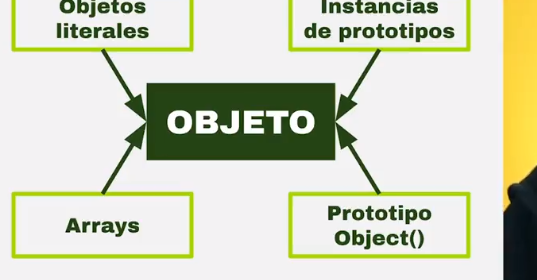 Objetos
literales
Instancias
de prototipos
OBJETO
Arrays
Prototipo
Object()